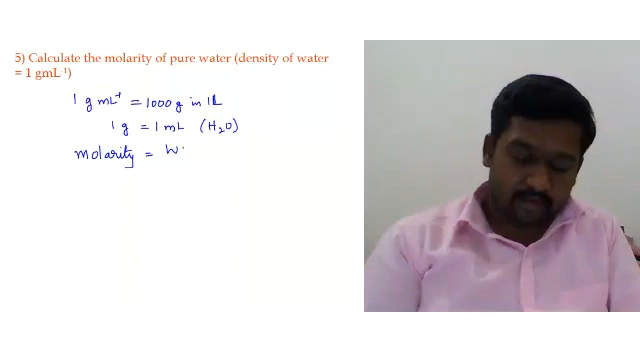 5) Calculate the molarity of pure water (density of water
= 1 gmL⁻¹)
1 g mL⁻¹ = 1000 g in 1L
1 g = 1 mL (H₂O)
molarity = W